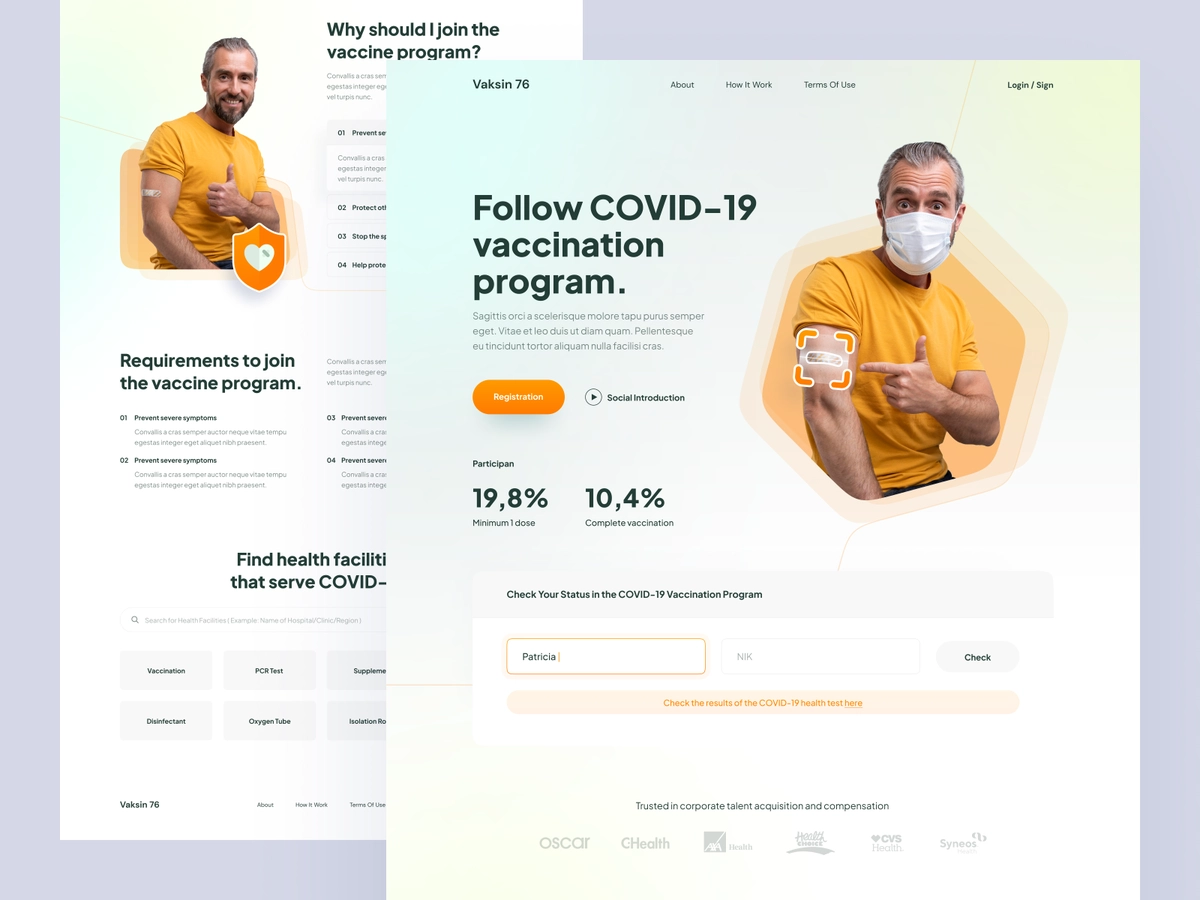 Why should I join the
vaccine program?
Convallis a cras sem
egestas integer eg
vel turpis nunc.
01 Prevent se
Convallis a cras
egestas integer
vel turpis nunc.
02 Protect oth
03 Stop the sp
04 Help prote
Requirements to join
the vaccine program.
Convallis a cras sem
egestas integer eg
vel turpis nunc.
01 Prevent severe symptoms
Convallis a cras semper auctor neque vitae tempu
egestas integer eget aliquet nibh praesent.
02 Prevent severe symptoms
Convallis a cras semper auctor neque vitae tempu
egestas integer eget aliquet nibh praesent.
03 Prevent severe
Convallis a cras
egestas intege
04 Prevent severe
Convallis a cras
egestas intege
Find health faciliti
that serve COVID-
Search for Health Facilities ( Example: Name of Hospital/Clinic/Region )
Vaccination
PCR Test
Suppleme
Disinfectant
Oxygen Tube
Isolation Ro
Vaksin 76
About
How It Work
Terms Of Use
Vaksin 76
About
How It Work
Terms Of Use
Login / Sign
Follow COVID-19
vaccination
program.
Sagittis orci a scelerisque molore tapu purus semper
eget. Vitae et leo duis ut diam quam. Pellentesque
eu tincidunt tortor aliquam nulla facilisi cras.
Registration
Social Introduction
Participan
19,8%
Minimum 1 dose
10,4%
Complete vaccination
Check Your Status in the COVID-19 Vaccination Program
Patricia
NIK
Check
Check the results of the COVID-19 health test here
Trusted in corporate talent acquisition and compensation
oscar
CHealth
AXA Health
Health
CVS
Health.
Syneos
Health